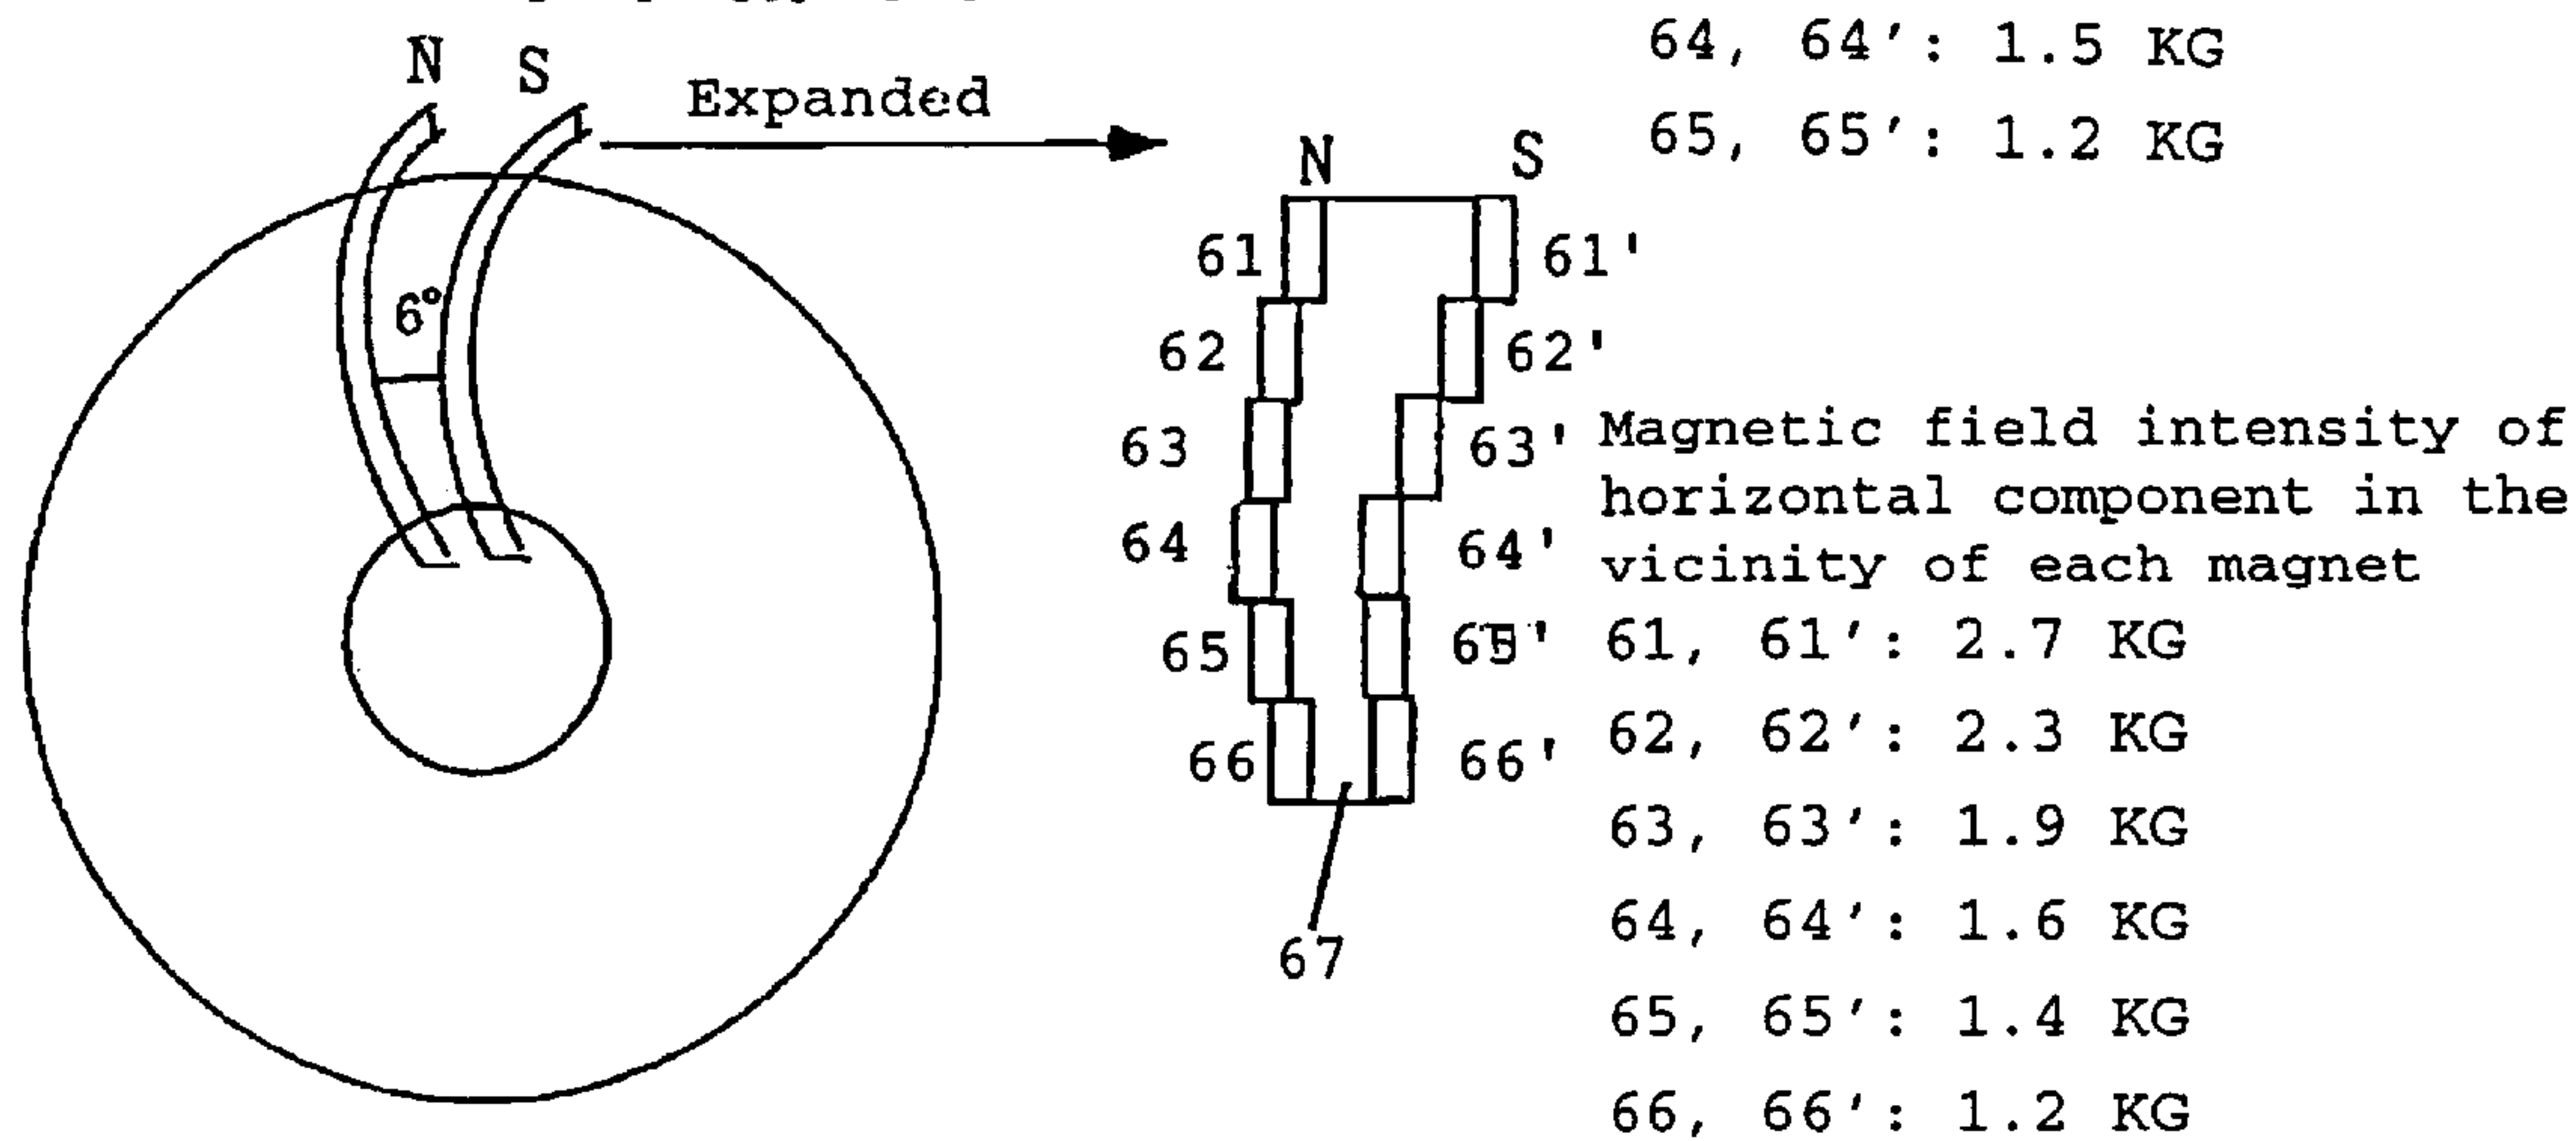 64, 64': 1.5 KG
65, 65': 1.2 KG
N S
Expanded
N S
6°
61 61'
62 62'
63 63'
64 64'
65 65'
66 66'
67
Magnetic field intensity of
horizontal component in the
vicinity of each magnet
61, 61': 2.7 KG
62, 62': 2.3 KG
63, 63': 1.9 KG
64, 64': 1.6 KG
65, 65': 1.4 KG
66, 66': 1.2 KG